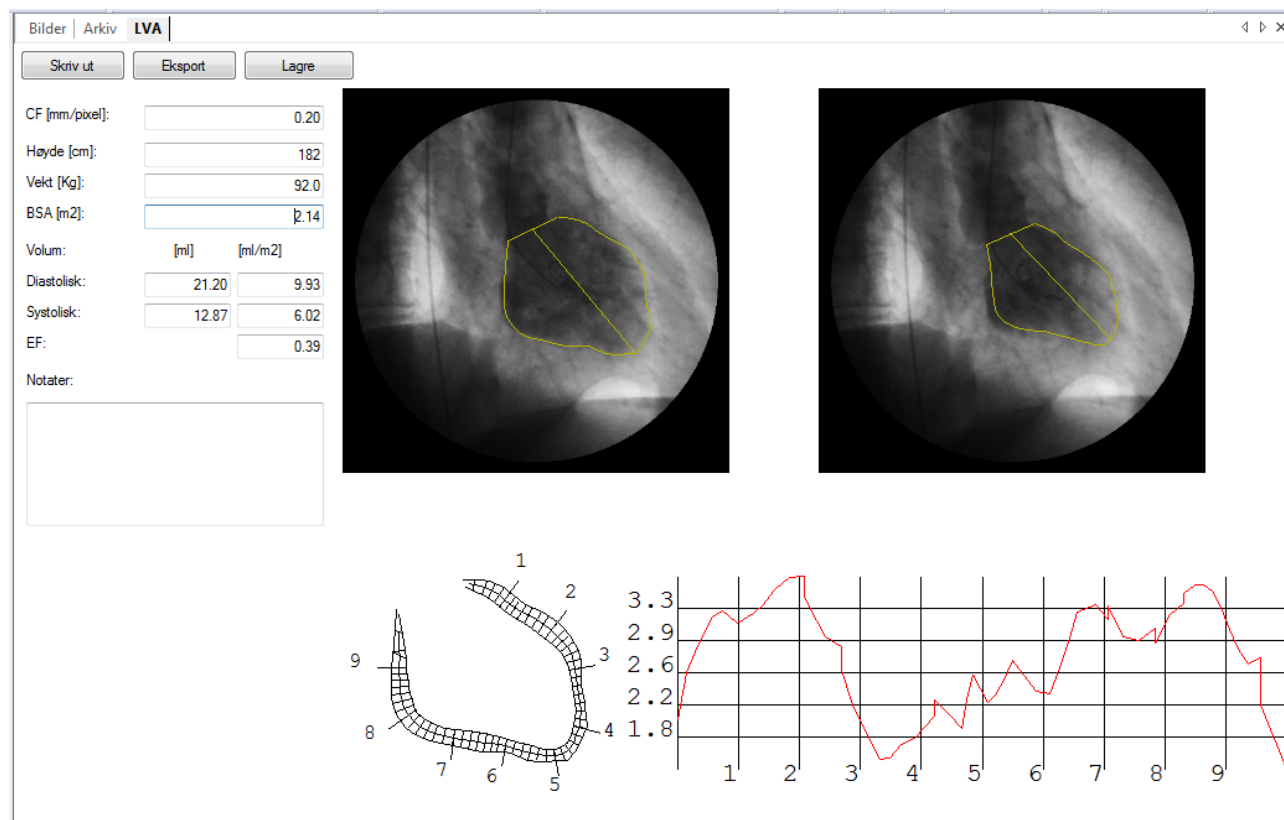 Bilder Arkiv LVA
Skriv ut Eksport Lagre
CF [mm/pixel]: 0.20
Høyde [cm]: 182
Vekt [Kg]: 92.0
BSA [m2]: 2.14
Volum: [ml] [ml/m2]
Diastolisk: 21.20 9.93
Systolisk: 12.87 6.02
EF: 0.39
Notater:
1
2
3
4
5
6
7
8
9
3.3
2.9
2.6
2.2
1.8
1 2 3 4 5 6 7 8 9